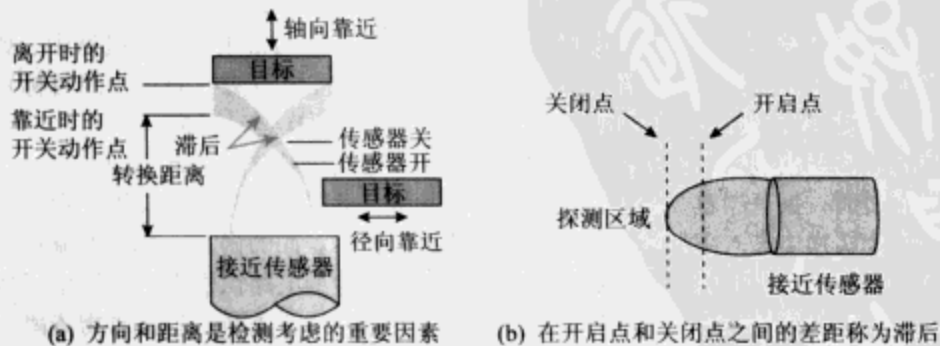 轴向靠近
离开时的
开关动作点
目标
靠近时的
开关动作点
滞后
传感器关
传感器开
转换距离
目标
径向靠近
接近传感器
(a) 方向和距离是检测考虑的重要因素
关闭点
开启点
探测区域
接近传感器
(b) 在开启点和关闭点之间的差距称为滞后